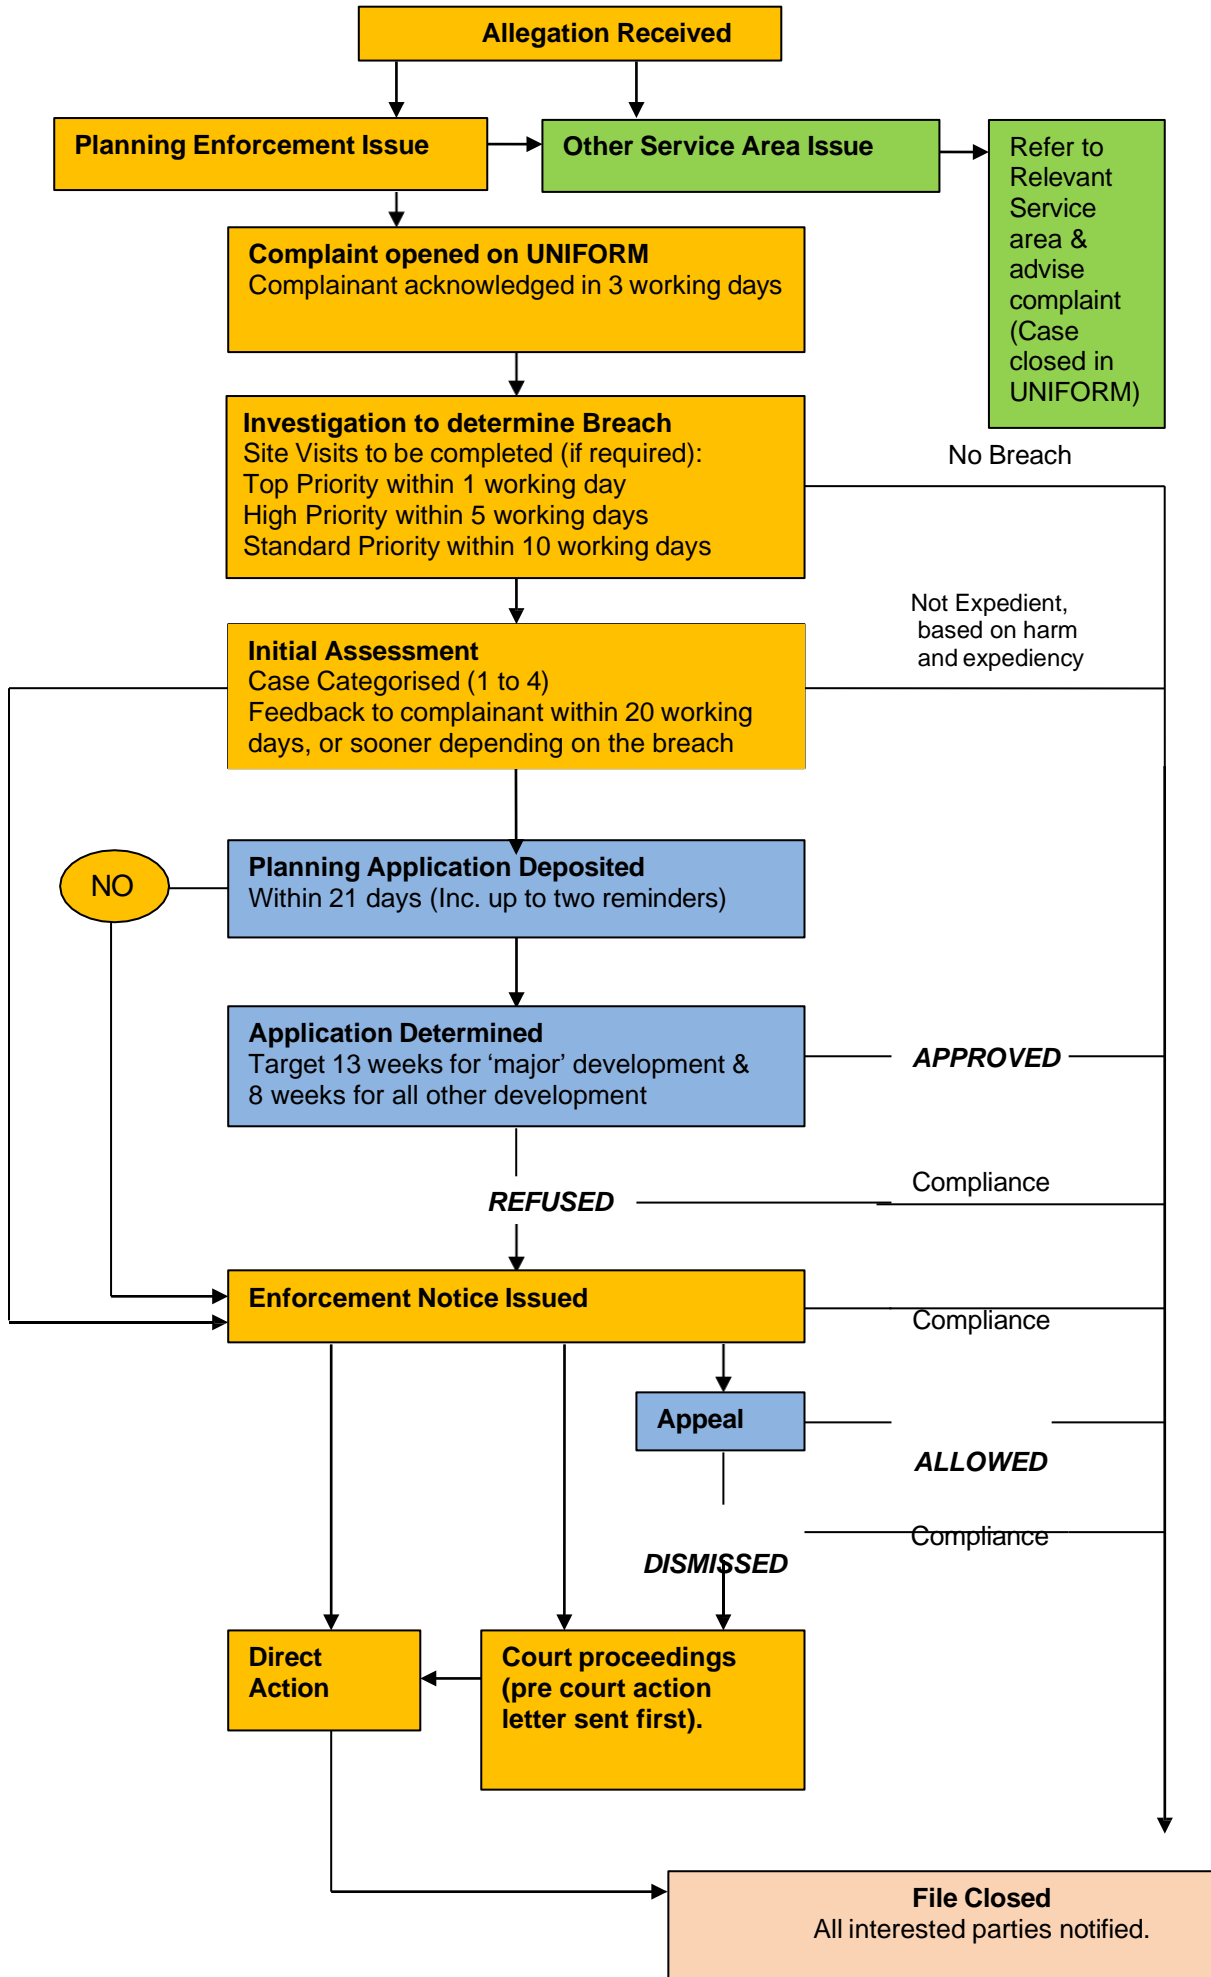 Allegation Received
Planning Enforcement Issue
Other Service Area Issue
Refer to
Relevant
Service
area &
advise
complaint
(Case
closed in
UNIFORM)
Complaint opened on UNIFORM
Complainant acknowledged in 3 working days
Investigation to determine Breach
Site Visits to be completed (if required):
Top Priority within 1 working day
High Priority within 5 working days
Standard Priority within 10 working days
No Breach
Initial Assessment
Case Categorised (1 to 4)
Feedback to complainant within 20 working
days, or sooner depending on the breach
Not Expedient,
based on harm
and expediency
NO
Planning Application Deposited
Within 21 days (Inc. up to two reminders)
Application Determined
Target 13 weeks for ‘major’ development &
8 weeks for all other development
APPROVED
REFUSED
Compliance
Enforcement Notice Issued
Compliance
Appeal
ALLOWED
Compliance
DISMISSED
Direct
Action
Court proceedings
(pre court action
letter sent first).
File Closed
All interested parties notified.